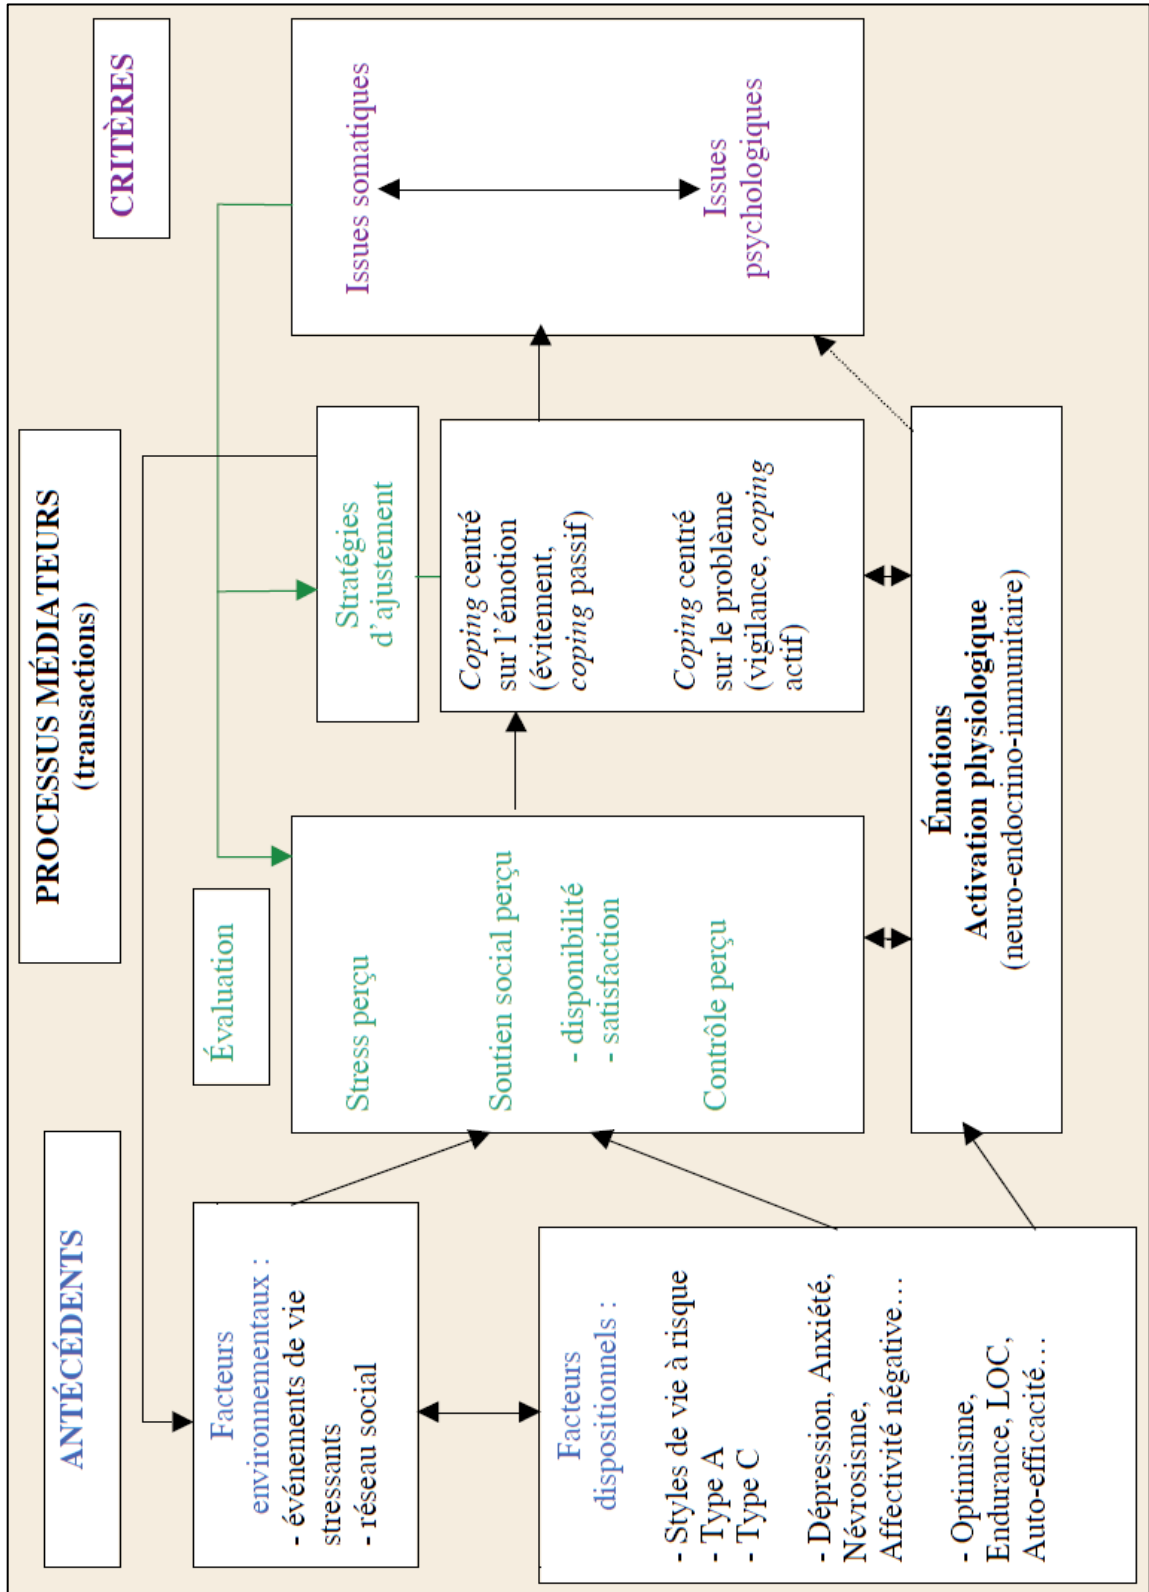 ANTÉCÉDENTS
PROCESSUS MÉDIATEURS
(transactions)
CRITÈRES
Facteurs
environnementaux :
- événements de vie
stressants
- réseau social
Facteurs
dispositionnels :
- Styles de vie à risque
- Type A
- Type C
- Dépression, Anxiété,
Névrosisme,
Affectivité négative…
- Optimisme,
Endurance, LOC,
Auto-efficacité…
Évaluation
Stress perçu
Soutien social perçu
- disponibilité
- satisfaction
Contrôle perçu
Stratégies
d’ajustement
Coping centré
sur l’émotion
(évitement,
coping passif)
Coping centré
sur le problème
(vigilance, coping
actif)
Émotions
Activation physiologique
(neuro-endocrino-immunitaire)
Issues somatiques
Issues
psychologiques